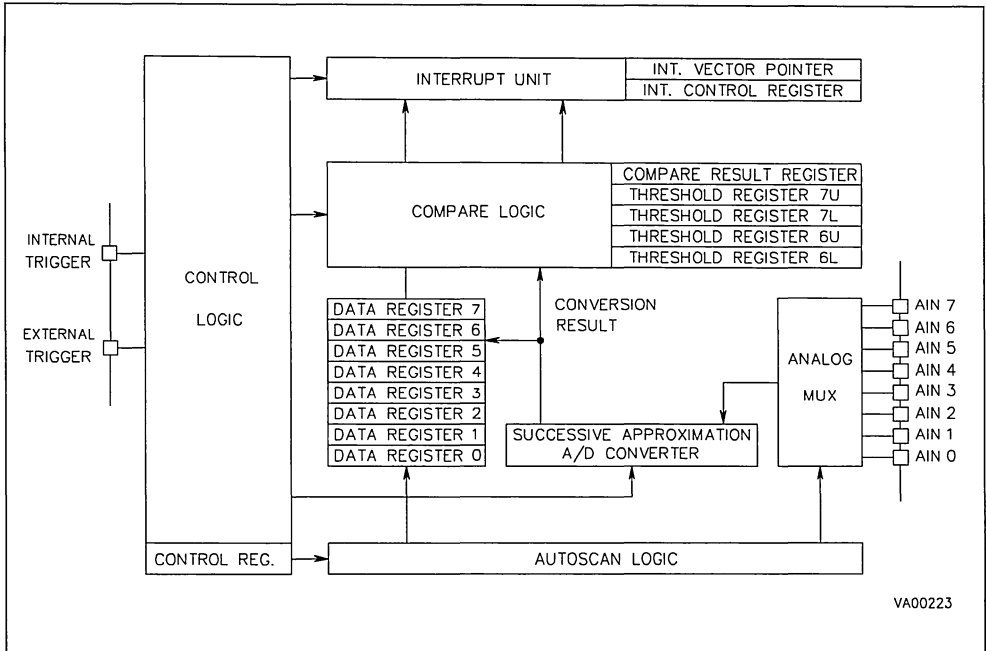 INTERRUPT UNIT
INT. VECTOR POINTER
INT. CONTROL REGISTER
COMPARE LOGIC
COMPARE RESULT REGISTER
THRESHOLD REGISTER 7U
THRESHOLD REGISTER 7L
THRESHOLD REGISTER 6U
THRESHOLD REGISTER 6L
INTERNAL
TRIGGER
EXTERNAL
TRIGGER
CONTROL
LOGIC
CONTROL REG.
DATA REGISTER 7
DATA REGISTER 6
DATA REGISTER 5
DATA REGISTER 4
DATA REGISTER 3
DATA REGISTER 2
DATA REGISTER 1
DATA REGISTER 0
CONVERSION
RESULT
SUCCESSIVE APPROXIMATION
A/D CONVERTER
ANALOG
MUX
AIN 7
AIN 6
AIN 5
AIN 4
AIN 3
AIN 2
AIN 1
AIN 0
AUTOSCAN LOGIC
VA00223